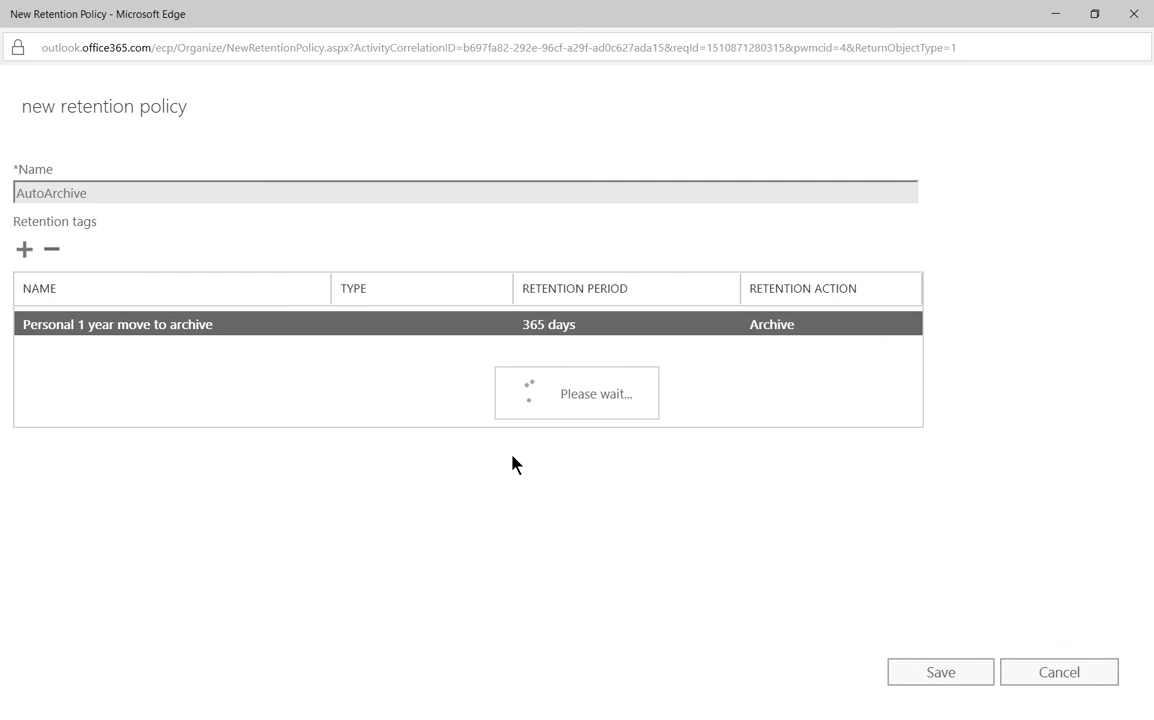 New Retention Policy - Microsoft Edge
outlook.office365.com/ecp/Organize/NewRetentionPolicy.aspx?ActivityCorrelationID=b697fa82-292e-96cf-a29f-ad0c627ada15&reqId=1510871280315&pwmcid=4&ReturnObjectType=1
new retention policy
*Name
AutoArchive
Retention tags
NAME TYPE RETENTION PERIOD RETENTION ACTION
Personal 1 year move to archive 365 days Archive
Please wait...
Save Cancel